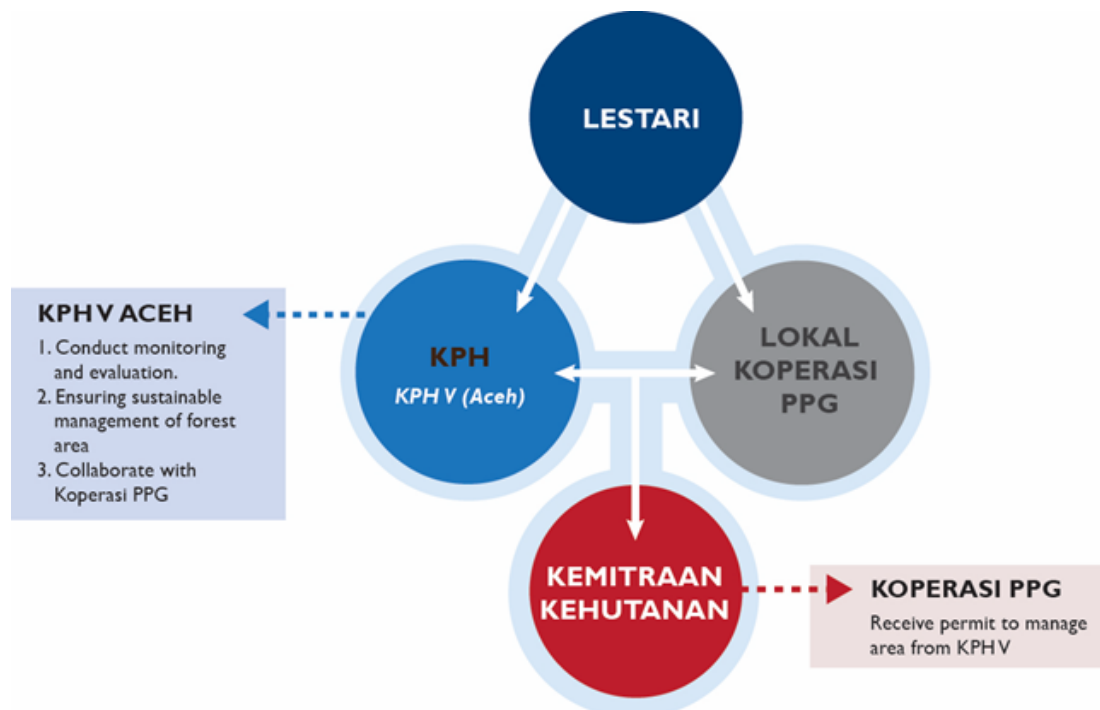 LESTARI
KPH V ACEH
1. Conduct monitoring
and evaluation.
2. Ensuring sustainable
management of forest
area
3. Collaborate with
Koperasi PPG
KPH
KPH V (Aceh)
LOKAL
KOPERASI
PPG
KEMITRAAN
KEHUTANAN
KOPERASI PPG
Receive permit to manage
area from KPH V